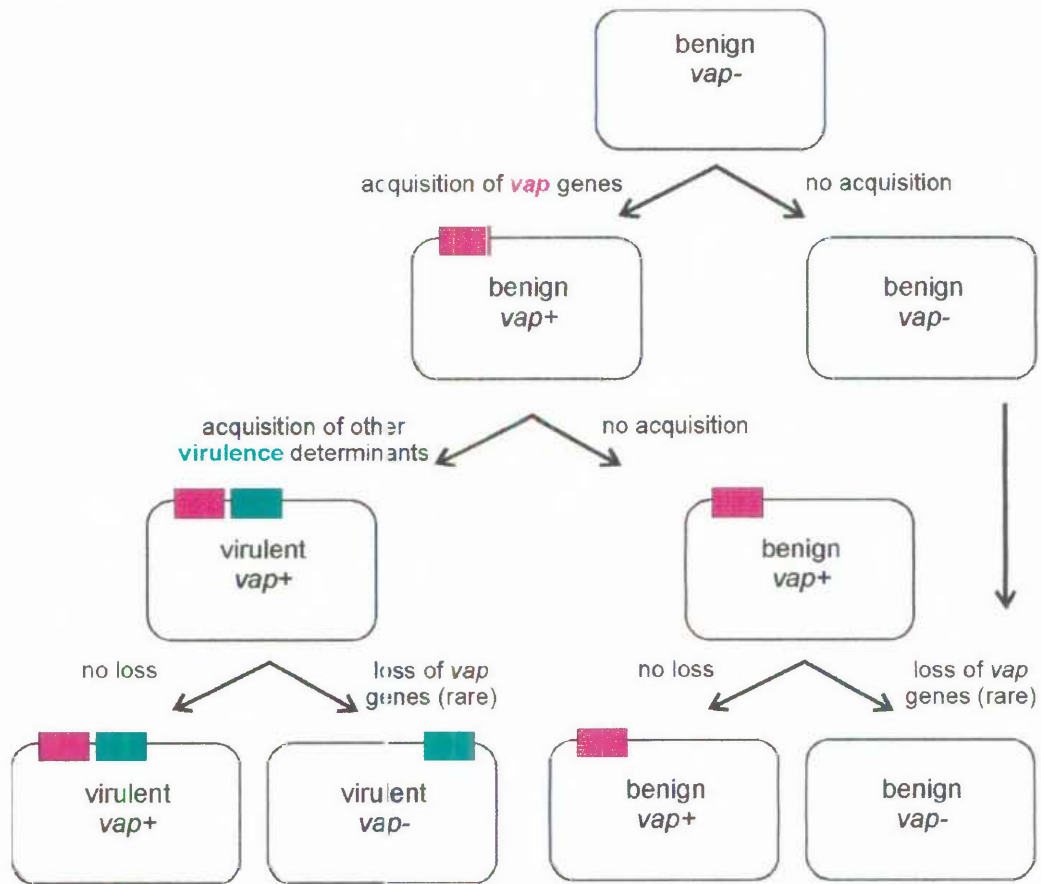 benign
vap-
acquisition of vap genes
no acquisition
benign
vap+
benign
vap-
acquisition of other
virulence determinants
no acquisition
virulent
vap+
benign
vap+
no loss
loss of vap
genes (rare)
no loss
loss of vap
genes (rare)
virulent
vap+
virulent
vap-
benign
vap+
benign
vap-